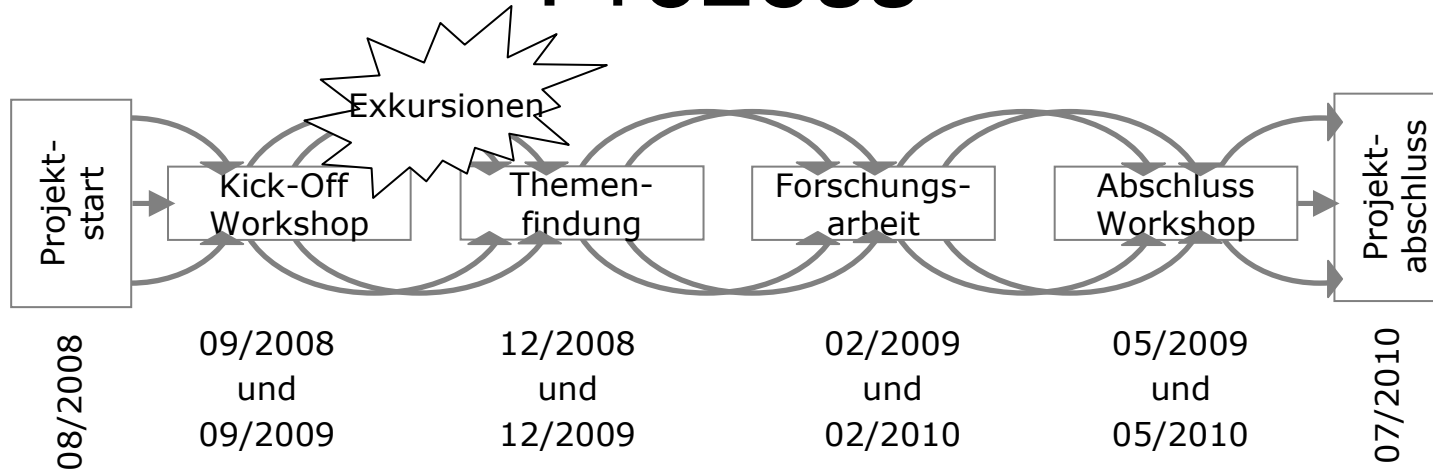 Exkursionen
Projekt-
start
Kick-Off
Workshop
Themen-
findung
Forschungs-
arbeit
Abschluss
Workshop
Projekt-
abschluss
08/2008
09/2008
und
09/2009
12/2008
und
12/2009
02/2009
und
02/2010
05/2009
und
05/2010
07/2010